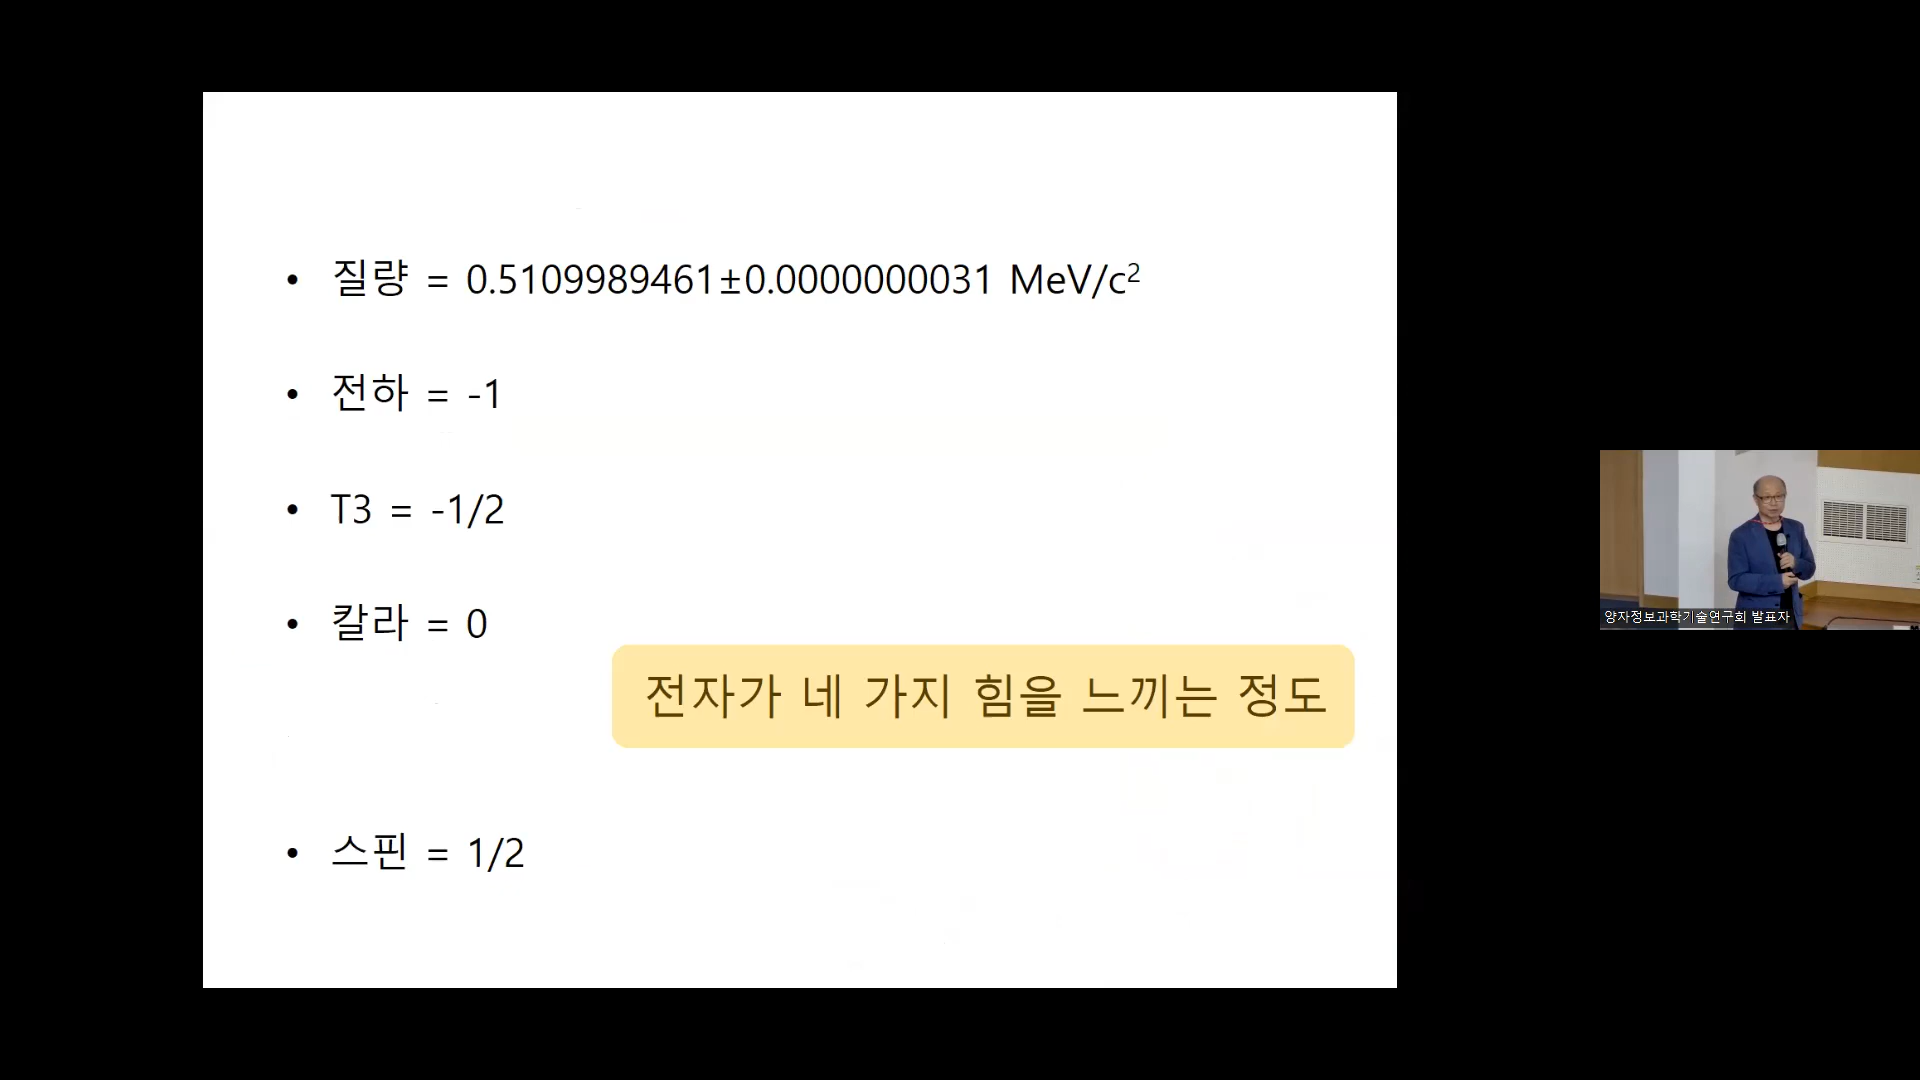 • 질량 = 0.5109989461±0.0000000031 MeV/c²
• 전하 = -1
• T3 = -1/2
• 칼라 = 0
전자가 네 가지 힘을 느끼는 정도
• 스핀 = 1/2
양자정보과학기술연구회 발표자